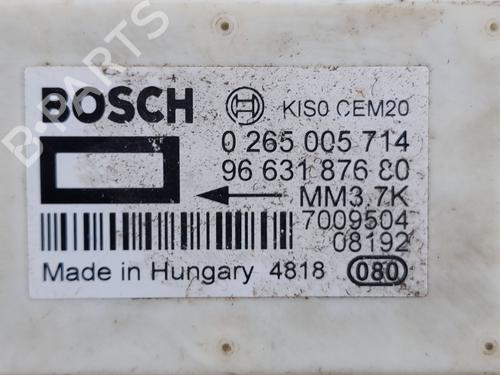 BOSCH KIS0 CEM20
0 265 005 714
96 631 876 80
MM3.7K
7009504
08192
Made in Hungary 4818 080
B-PARTS